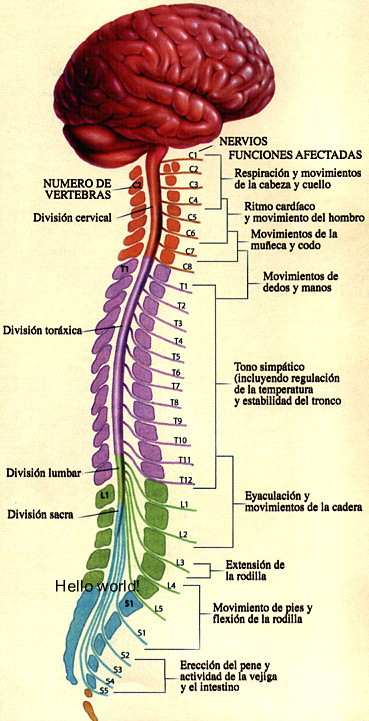 NERVIOS
FUNCIONES AFECTADAS
C1
C2
C3
C4
C5
C6
C7
C8
T1
T2
T3
T4
T5
T6
T7
T8
T9
T10
T11
T12
L1
L2
L3
L4
L5
S1
S2
S3
S4
S5
NUMERO DE
VERTEBRAS
División cervical
T1
División toráxica
División lumbar
L1
División sacra
Hello world!
S1
Respiración y movimientos
de la cabeza y cuello
Ritmo cardíaco
y movimiento del hombro
Movimientos de la
muñeca y codo
Movimientos de
dedos y manos
Tono simpático
(incluyendo regulación
de la temperatura
y estabilidad del tronco
Eyaculación y
movimientos de la cadera
Extensión de
la rodilla
Movimiento de pies y
flexión de la rodilla
Erección del pene y
actividad de la vejíga
y el intestino